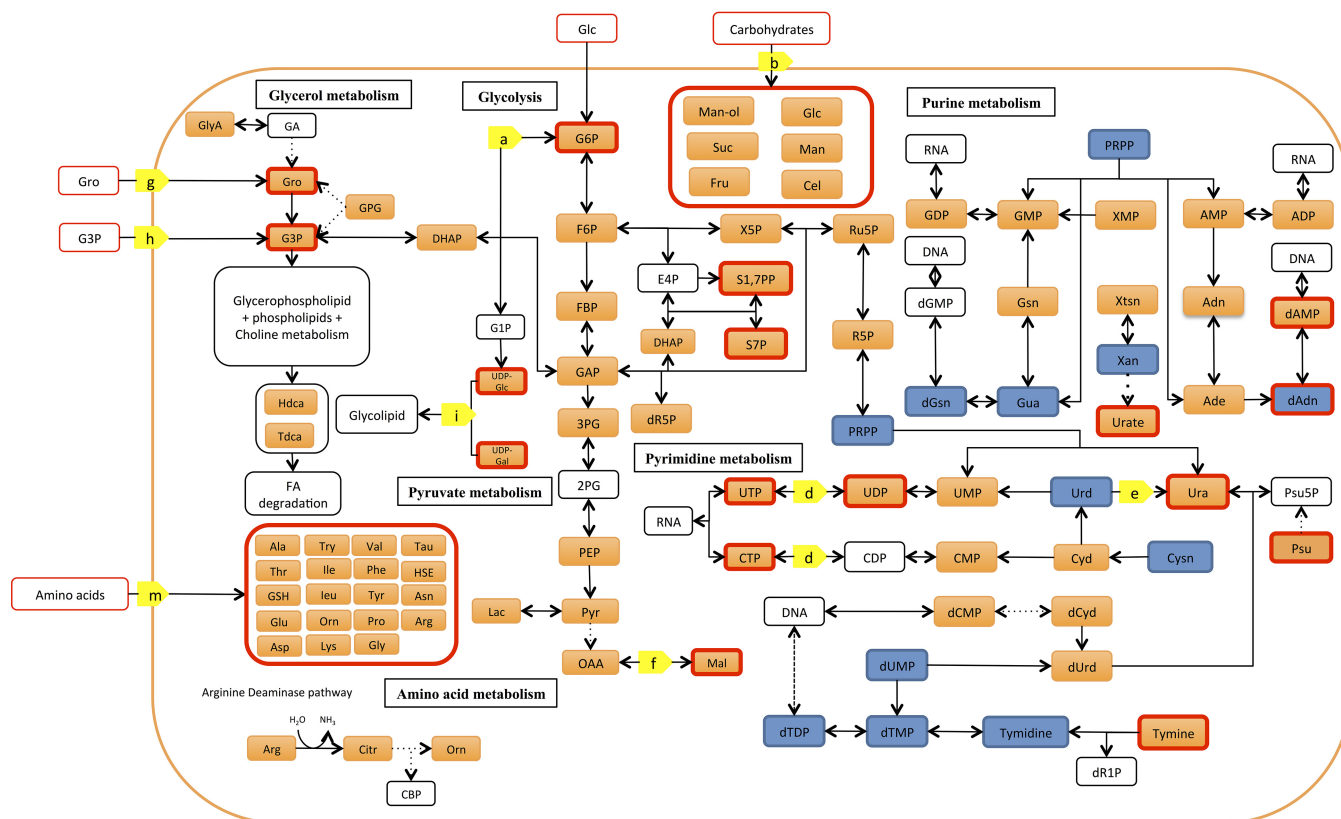 Glc
Carbohydrates
b
Glycerol metabolism
Glycolysis
Purine metabolism
GlyA
GA
a
G6P
Man-ol
Glc
Suc
Man
Fru
Cel
RNA
PRPP
RNA
Gro
g
Gro
GPG
GDP
GMP
XMP
AMP
ADP
G3P
h
G3P
DHAP
F6P
X5P
Ru5P
DNA
DNA
E4P
S1,7PP
dGMP
Gsn
Xtsn
Adn
dAMP
Glycerophospholipid
+ phospholipids +
Choline metabolism
FBP
G1P
DHAP
S7P
R5P
Xan
UDP-
Glc
GAP
dGsn
Gua
Ade
dAdn
Hdca
Glycolipid
i
3PG
dR5P
Urate
Tdca
PRPP
UDP-
Gal
Pyrimidine metabolism
FA
degradation
Pyruvate metabolism
2PG
UTP
d
UDP
UMP
Urd
e
Ura
Psu5P
RNA
PEP
CTP
d
CDP
CMP
Cyd
Cysn
Psu
Ala
Try
Val
Tau
Thr
Ile
Phe
HSE
Amino acids
m
GSH
leu
Tyr
Asn
Glu
Orn
Pro
Arg
Asp
Lys
Gly
Lac
Pyr
DNA
dCMP
dCyd
OAA
f
Mal
dUMP
dUrd
Arginine Deaminase pathway
Amino acid metabolism
H2O
NH3
dTDP
dTMP
Tymidine
Tymine
Arg
Citr
Orn
dR1P
CBP